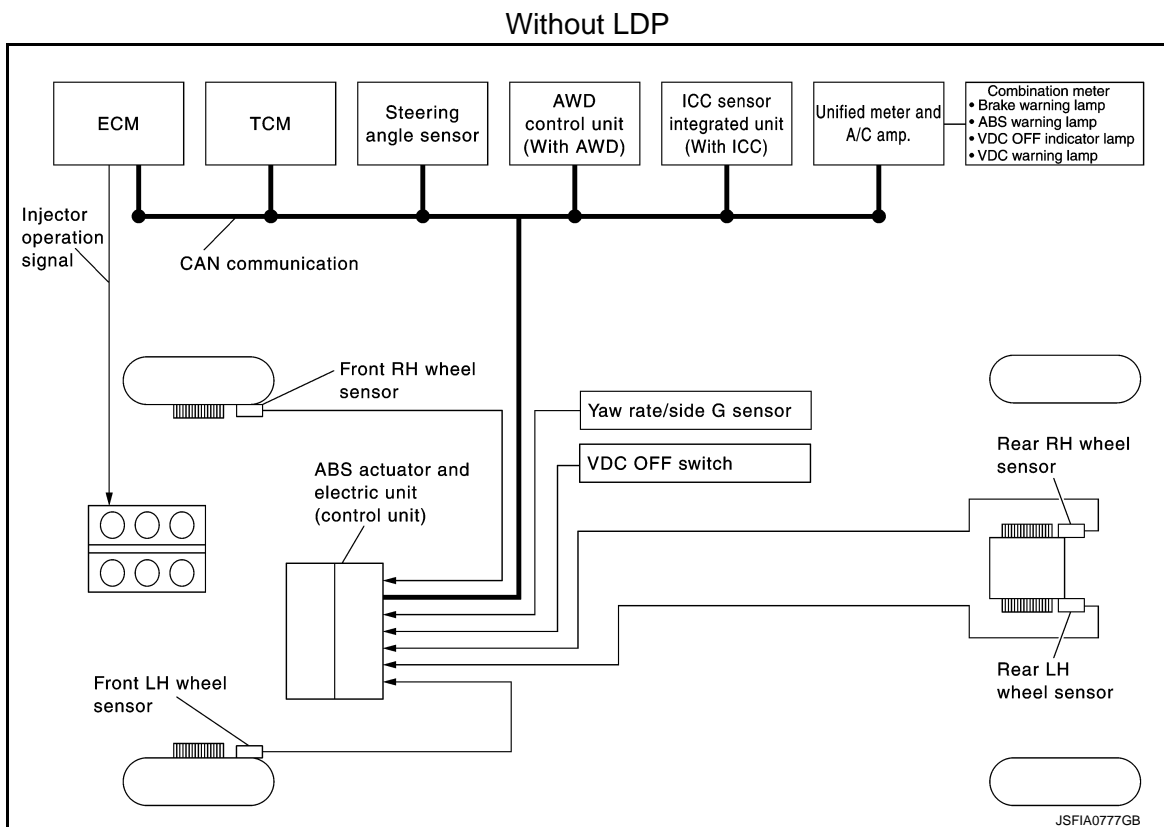 Without LDP
ECM
TCM
Steering
angle sensor
AWD
control unit
(With AWD)
ICC sensor
integrated unit
(With ICC)
Unified meter and
A/C amp.
Combination meter
• Brake warning lamp
• ABS warning lamp
• VDC OFF indicator lamp
• VDC warning lamp
Injector
operation
signal
CAN communication
Front RH wheel
sensor
Yaw rate/side G sensor
VDC OFF switch
Rear RH wheel
sensor
ABS actuator and
electric unit
(control unit)
Front LH wheel
sensor
Rear LH
wheel sensor
JSFIA0777GB